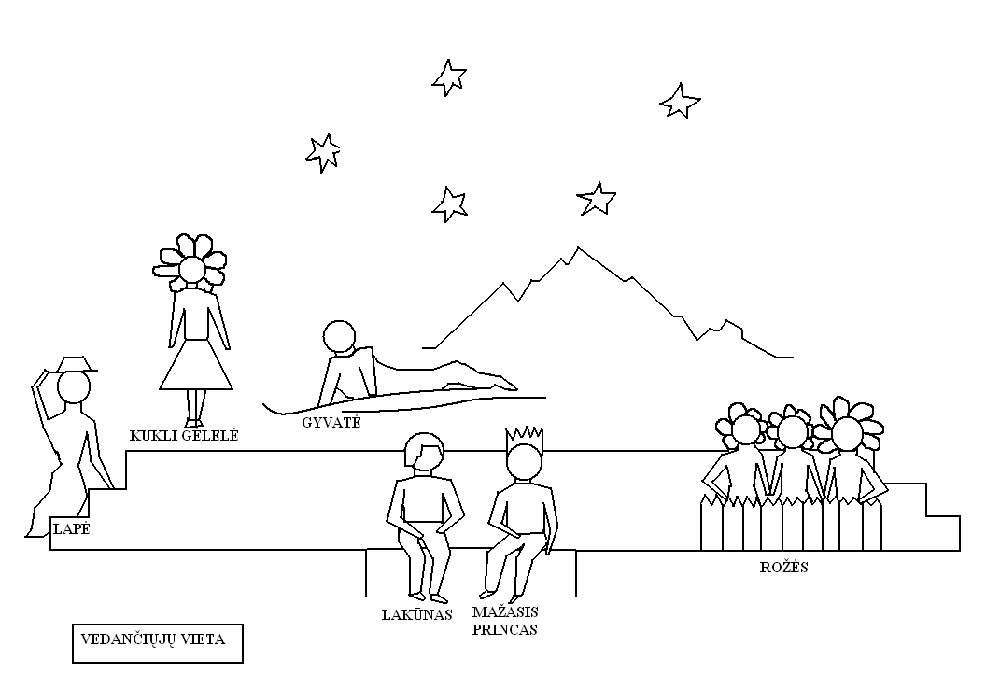 KUKLI GĖLELĖ
GYVATĖ
LAPĖ
ROŽĖS
LAKŪNAS
MAŽASIS
PRINCAS
VEDANČIŲJŲ VIETA